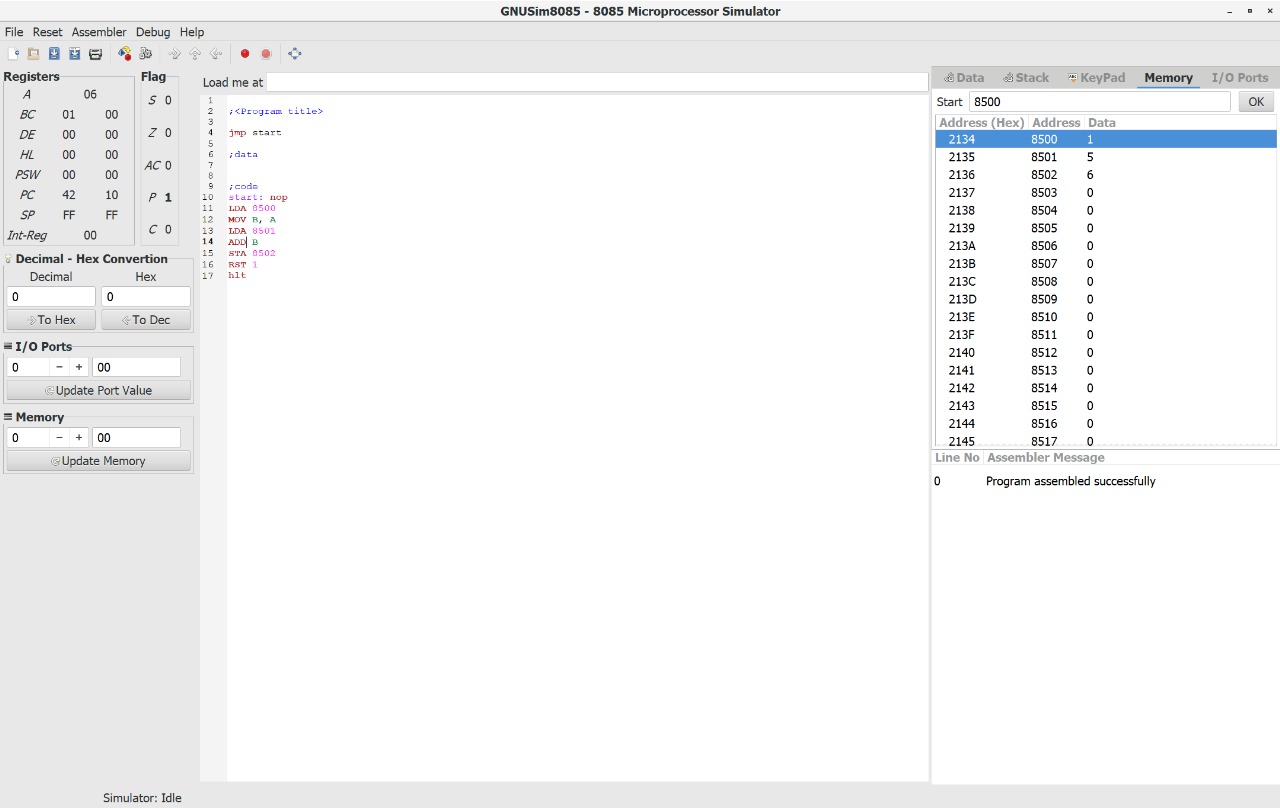 GNUSim8085 - 8085 Microprocessor Simulator
File Reset Assembler Debug Help
Registers
A 06
BC 01 00
DE 00 00
HL 00 00
PSW 00 00
PC 42 10
SP FF FF
Int-Reg 00
Flag
S 0
Z 0
AC 0
P 1
C 0
Decimal - Hex Convertion
Decimal Hex
0 0
To Hex To Dec
I/O Ports
0 − + 00
Update Port Value
Memory
0 − + 00
Update Memory
Load me at
1
2 ;<Program title>
3
4 jmp start
5
6 ;data
7
8
9 ;code
10 start: nop
11 LDA 8500
12 MOV B, A
13 LDA 8501
14 ADD B
15 STA 8502
16 RST 1
17 hlt
Data Stack KeyPad Memory I/O Ports
Start 8500 OK
Address (Hex) Address Data
2134 8500 1
2135 8501 5
2136 8502 6
2137 8503 0
2138 8504 0
2139 8505 0
213A 8506 0
213B 8507 0
213C 8508 0
213D 8509 0
213E 8510 0
213F 8511 0
2140 8512 0
2141 8513 0
2142 8514 0
2143 8515 0
2144 8516 0
2145 8517 0
Line No Assembler Message
0 Program assembled successfully
Simulator: Idle